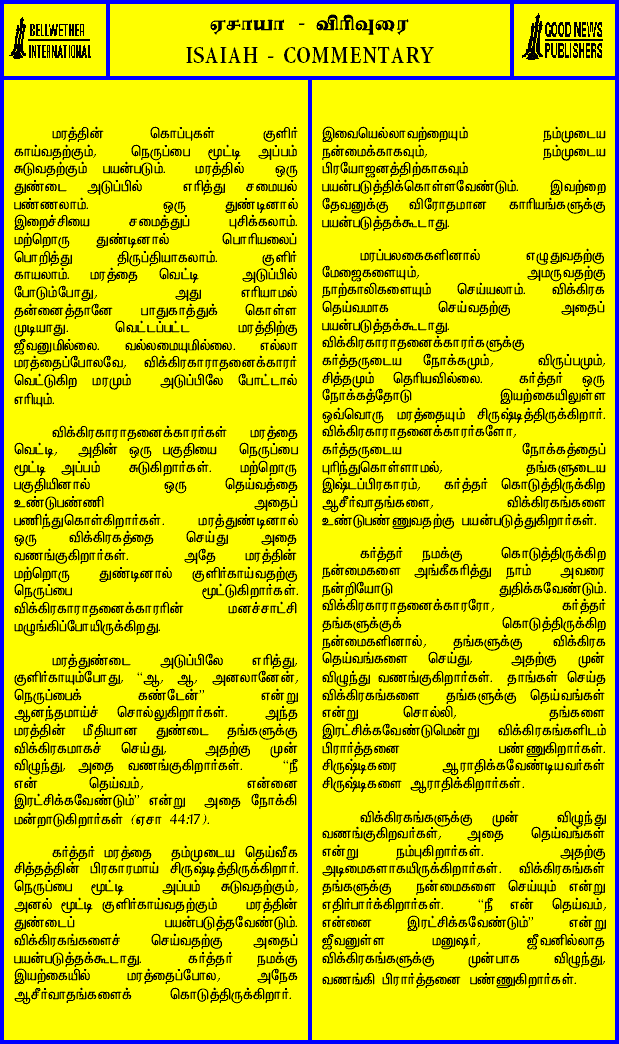 BELLWETHER
INTERNATIONAL
ஏசாயா - விரிவுரை
ISAIAH - COMMENTARY
GOOD NEWS
PUBLISHERS
மரத்தின் கொப்புகள் குளிர்
காய்வதற்கும், நெருப்பை மூட்டி அப்பம்
சுடுவதற்கும் பயன்படும். மரத்தில் ஒரு
துண்டை அடுப்பில் எரித்து சமையல்
பண்ணலாம். ஒரு துண்டினால்
இறைச்சியை சமைத்துப் புசிக்கலாம்.
மற்றொரு துண்டினால் பொரியலைப்
பொறித்து திருப்தியாகலாம். குளிர்
காயலாம். மரத்தை வெட்டி அடுப்பில்
போடும்போது, அது எரியாமல்
தன்னைத்தானே பாதுகாத்துக் கொள்ள
முடியாது. வெட்டப்பட்ட மரத்திற்கு
ஜீவனுமில்லை. வல்லமையுமில்லை. எல்லா
மரத்தைப்போலவே, விக்கிரகாராதனைக்காரர்
வெட்டுகிற மரமும் அடுப்பிலே போட்டால்
எரியும்.
விக்கிரகாராதனைக்கார்கள் மரத்தை
வெட்டி, அதின் ஒரு பகுதியை நெருப்பை
மூட்டி அப்பம் சுடுகிறார்கள். மற்றொரு
பகுதியினால் ஒரு தெய்வத்தை
உண்டுபண்ணி அதைப்
பணிந்துகொள்கிறார்கள். மரத்துண்டினால்
ஒரு விக்கிரகத்தை செய்து அதை
வணங்குகிறார்கள். அதே மரத்தின்
மற்றொரு துண்டினால் குளிர்காய்வதற்கு
நெருப்பை மூட்டுகிறார்கள்.
விக்கிரகாராதனைக்காரரின் மனச்சாட்சி
மழுங்கிப்போயிருக்கிறது.
மரத்துண்டை அடுப்பிலே எரித்து,
குளிர்காயும்போது, “ஆ, ஆ, அனலானேன்,
நெருப்பைக் கண்டேன்” என்று
ஆனந்தமாய்ச் சொல்லுகிறார்கள். அந்த
மரத்தின் மீதியான துண்டை தங்களுக்கு
விக்கிரகமாகச் செய்து, அதற்கு முன்
விழுந்து, அதை வணங்குகிறார்கள். “நீ
என் தெய்வம், என்னை
இரட்சிக்கவேண்டும்” என்று அதை நோக்கி
மன்றாடுகிறார்கள் (ஏசா 44:17).
கர்த்தர் மரத்தை தம்முடைய தெய்வீக
சித்தத்தின் பிரகாரமாய் சிருஷ்டித்திருக்கிறார்.
நெருப்பை மூட்டி அப்பம் சுடுவதற்கும்,
அனல் மூட்டி குளிர்காய்வதற்கும் மரத்தின்
துண்டைப் பயன்படுத்தவேண்டும்.
விக்கிரகங்களைச் செய்வதற்கு அதைப்
பயன்படுத்தக்கூடாது. கர்த்தர் நமக்கு
இயற்கையில் மரத்தைப்போல, அநேக
ஆசீர்வாதங்களைக் கொடுத்திருக்கிறார்.
இவையெல்லாவற்றையும் நம்முடைய
நன்மைக்காகவும், நம்முடைய
பிரயோஜனத்திற்காகவும்
பயன்படுத்திக்கொள்ளவேண்டும். இவற்றை
தேவனுக்கு விரோதமான காரியங்களுக்கு
பயன்படுத்தக்கூடாது.
மரப்பலகைகளினால் எழுதுவதற்கு
மேஜைகளையும், அமருவதற்கு
நாற்காலிகளையும் செய்யலாம். விக்கிரக
தெய்வமாக செய்வதற்கு அதைப்
பயன்படுத்தக்கூடாது.
விக்கிரகாராதனைக்காரர்களுக்கு
கர்த்தருடைய நோக்கமும், விருப்பமும்,
சித்தமும் தெரியவில்லை. கர்த்தர் ஒரு
நோக்கத்தோடு இயற்கையிலுள்ள
ஒவ்வொரு மரத்தையும் சிருஷ்டித்திருக்கிறார்.
விக்கிரகாராதனைக்காரர்களோ,
கர்த்தருடைய நோக்கத்தைப்
புரிந்துகொள்ளாமல், தங்களுடைய
இஷ்டப்பிரகாரம், கர்த்தர் கொடுத்திருக்கிற
ஆசீர்வாதங்களை, விக்கிரகங்களை
உண்டுபண்ணுவதற்கு பயன்படுத்துகிறார்கள்.
கர்த்தர் நமக்கு கொடுத்திருக்கிற
நன்மைகளை அங்கீகரித்து நாம் அவரை
நன்றியோடு துதிக்கவேண்டும்.
விக்கிரகாராதனைக்காரரோ, கர்த்தர்
தங்களுக்குக் கொடுத்திருக்கிற
நன்மைகளினால், தங்களுக்கு விக்கிரக
தெய்வங்களை செய்து, அதற்கு முன்
விழுந்து வணங்குகிறார்கள். தாங்கள் செய்த
விக்கிரகங்களை தங்களுக்கு தெய்வங்கள்
என்று சொல்லி, தங்களை
இரட்சிக்கவேண்டுமென்று விக்கிரகங்களிடம்
பிரார்த்தனை பண்ணுகிறார்கள்.
சிருஷ்டிகரை ஆராதிக்கவேண்டியவர்கள்
சிருஷ்டிகளை ஆராதிக்கிறார்கள்.
விக்கிரகங்களுக்கு முன் விழுந்து
வணங்குகிறவர்கள், அதை தெய்வங்கள்
என்று நம்புகிறார்கள். அதற்கு
அடிமைகளாகயிருக்கிறார்கள். விக்கிரகங்கள்
தங்களுக்கு நன்மைகளை செய்யும் என்று
எதிர்பார்க்கிறார்கள். “நீ என் தெய்வம்,
என்னை இரட்சிக்கவேண்டும்” என்று
ஜீவனுள்ள மனுஷர், ஜீவனில்லாத
விக்கிரகங்களுக்கு முன்பாக விழுந்து,
வணங்கி பிரார்த்தனை பண்ணுகிறார்கள்.